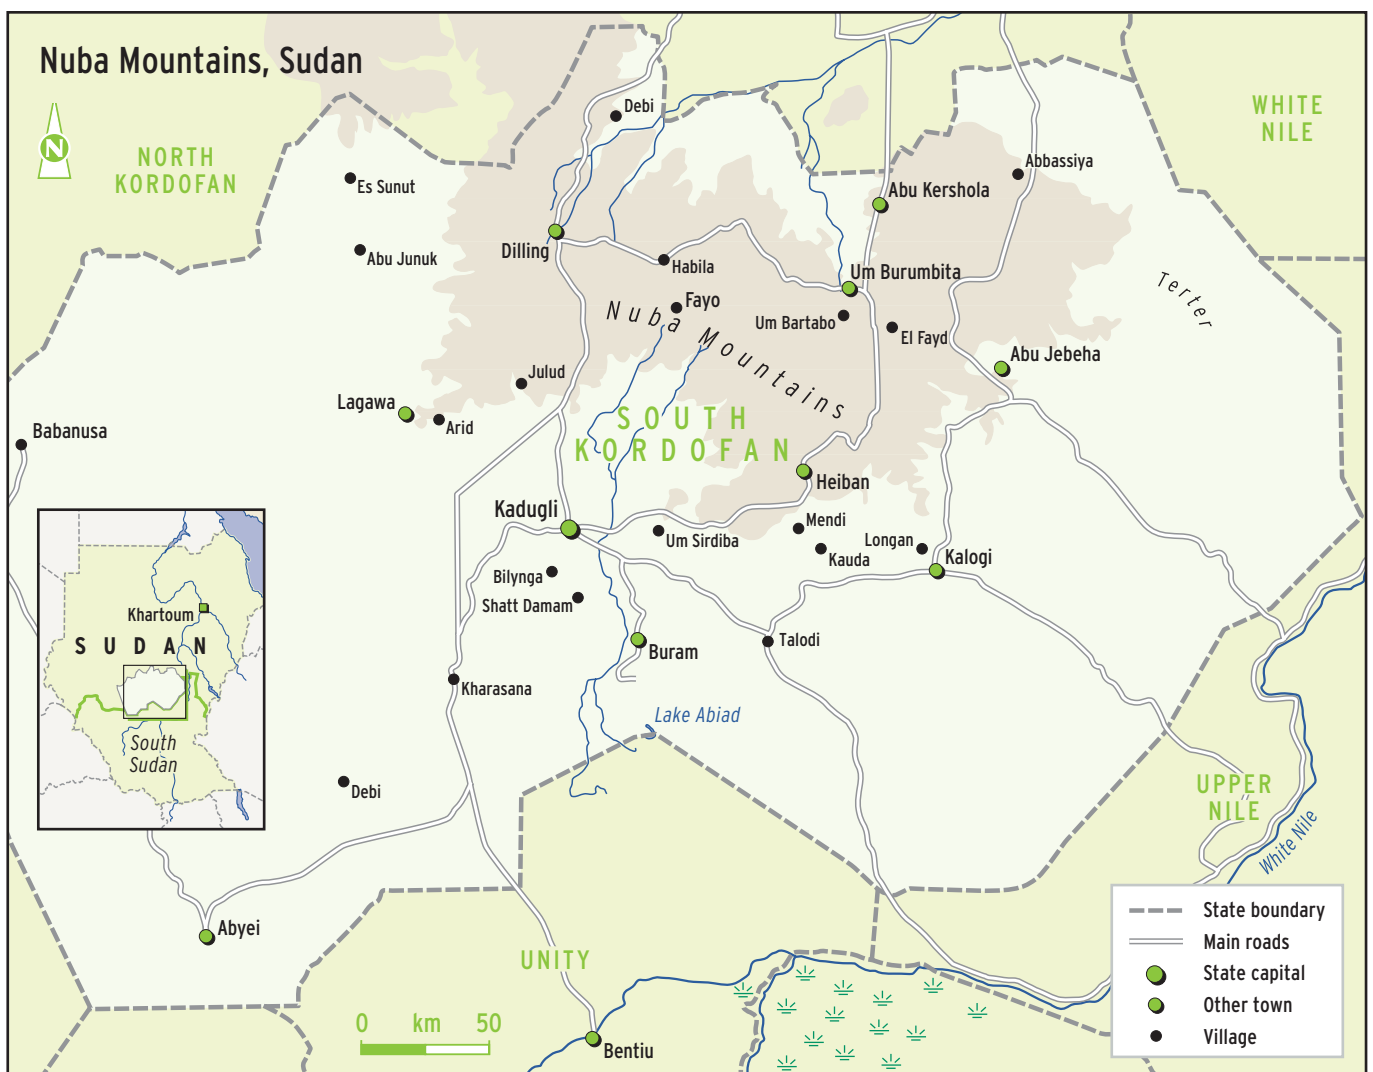 Nuba Mountains, Sudan
N
NORTH
KORDOFAN
WHITE
NILE
Debi
Es Sunut
Abu Junuk
Abbassiya
Abu Kershola
Dilling
Habila
Um Burumbita
Fayo
Um Bartabo
El Fayd
Terter
Nuba Mountains
Abu Jebeha
Julud
Lagawa
Arid
SOUTH
KORDOFAN
Babanusa
Heiban
Kadugli
Um Sirdiba
Mendi
Kauda
Longan
Kalogi
Bilynga
Shatt Damam
Buram
Talodi
Kharasana
Lake Abiad
Khartoum
SUDAN
South
Sudan
Debi
UPPER
NILE
White Nile
Abyei
UNITY
Bentiu
0 km 50
State boundary
Main roads
State capital
Other town
Village